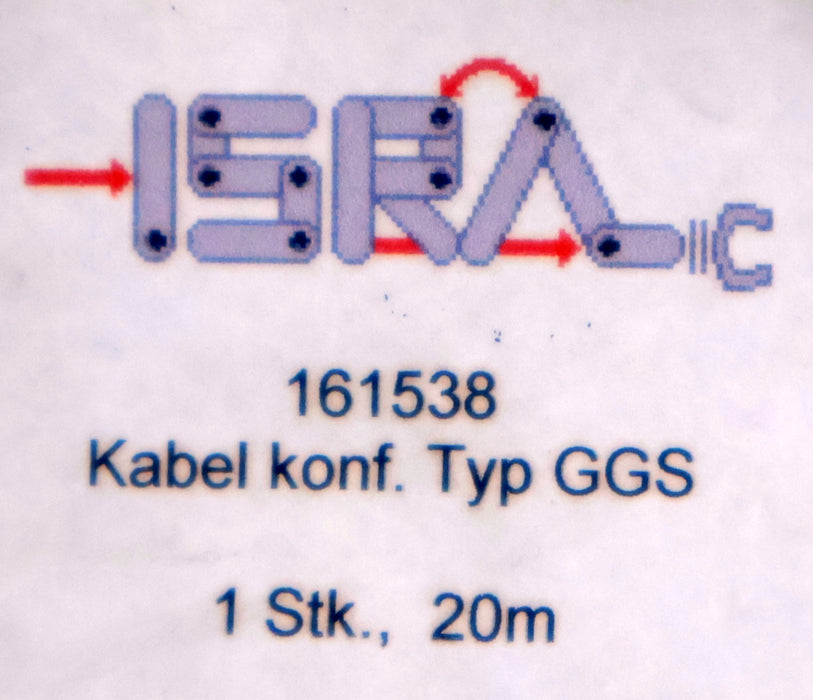 ISRA
161538
Kabel konf. Typ GGS
1 Stk., 20m